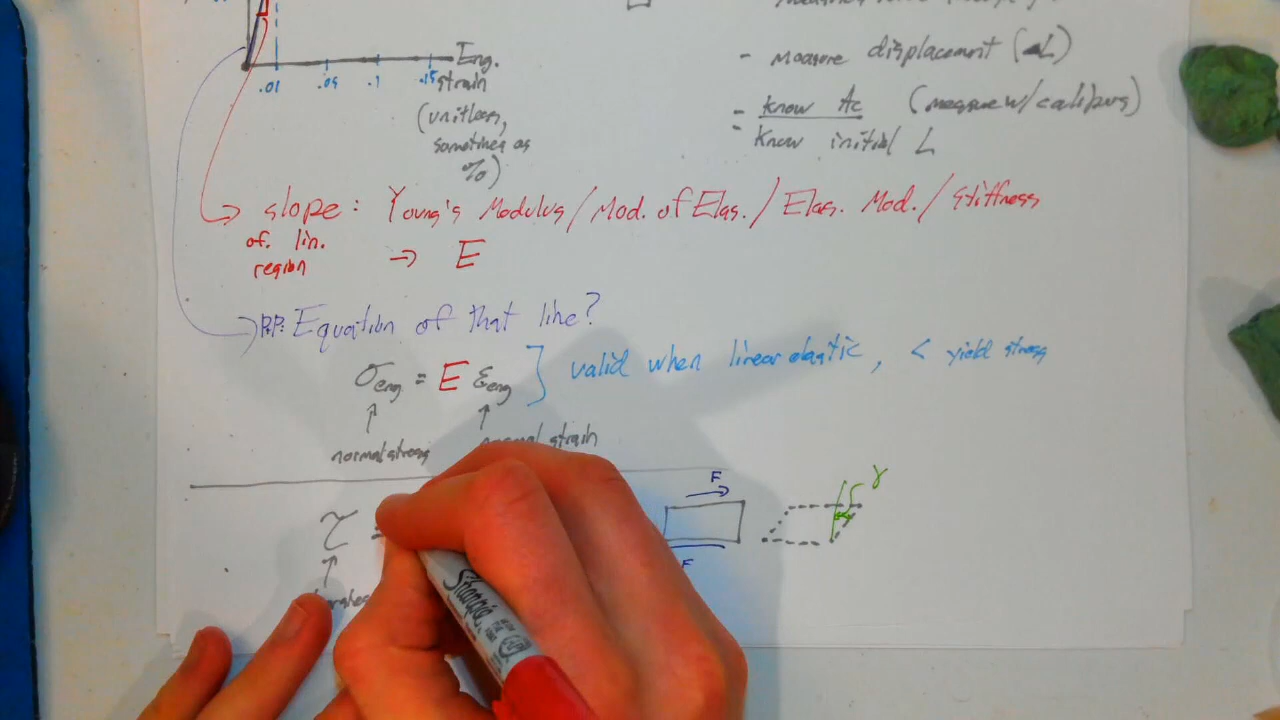 Eng.
strain
.01 .05 .1 .15
(unitless,
sometimes as
%)
- measure displacement (ΔL)
- know Ac (measure w/calipers)
- know initial L
slope: Young's Modulus/Mod. of Elas./Elas. Mod./Stiffness
of. lin.
region
→ E
P.P: Equation of that line?
σeng = E εeng } valid when linear elastic, < yield stress
normal stress
normal strain
τ =
F
γ
F
Sharpie